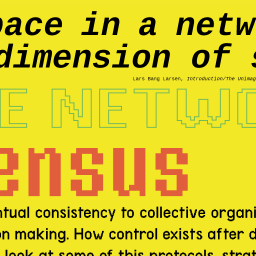 pace in a netw
dimension of s
Lars Bang Larsen, Introduction/The Unimag
E NETWO
ensus
ntual consistency to collective organi
on making. How control exists after d
look at some of this protocols, strat